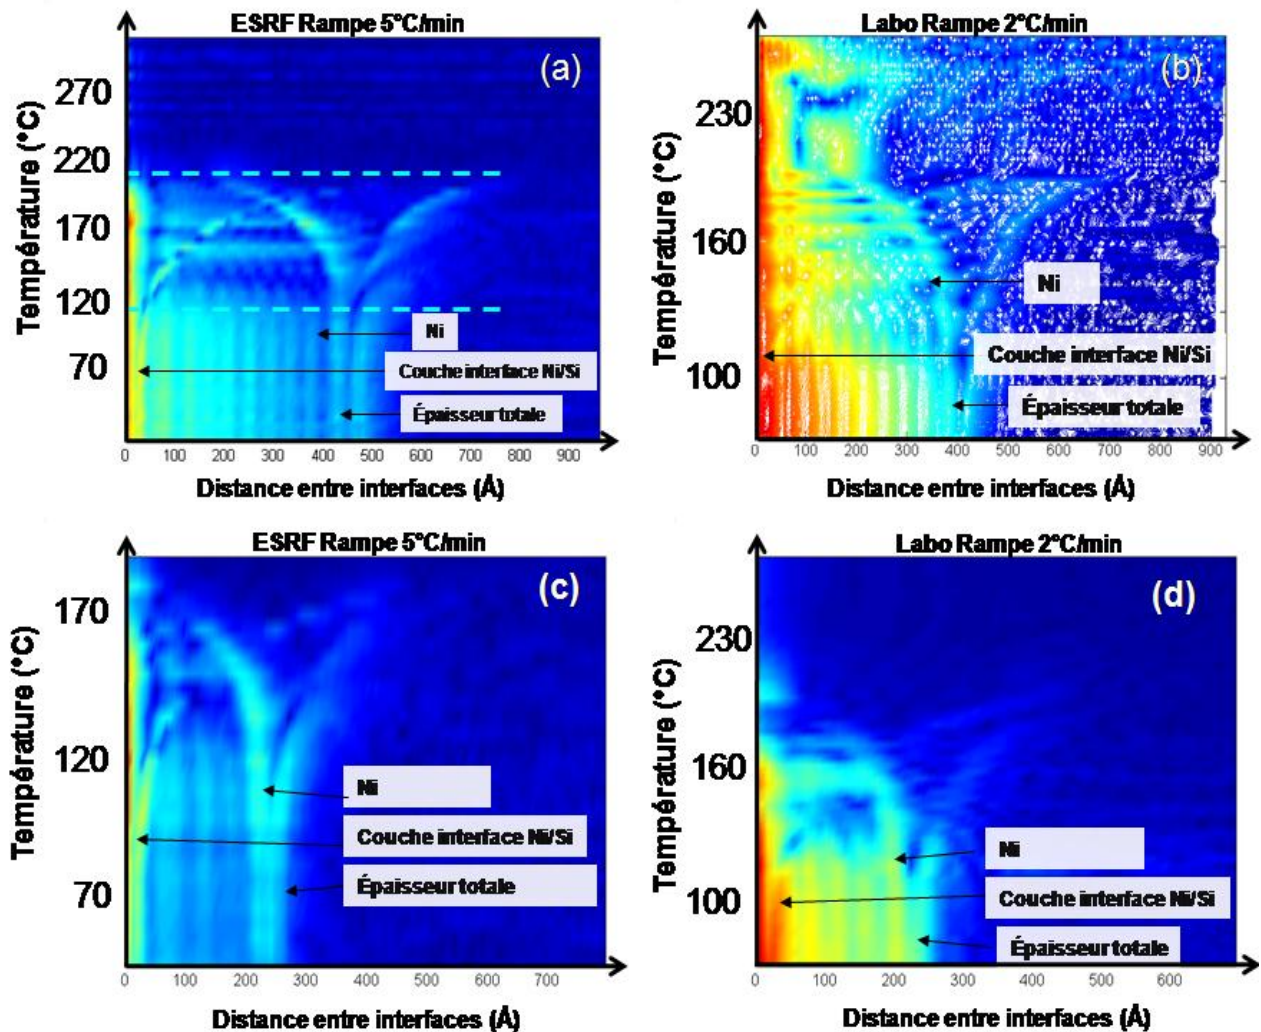 ESRF Rampe 5°C/min
(a)
Température (°C)
270
220
170
120
70
Ni
Couche interface Ni/Si
Épaisseur totale
0 100 200 300 400 500 600 700 800 900
Distance entre interfaces (Å)
Labo Rampe 2°C/min
(b)
Température (°C)
230
160
100
Ni
Couche interface Ni/Si
Épaisseur totale
0 100 200 300 400 500 600 700 800 900
Distance entre interfaces (Å)
ESRF Rampe 5°C/min
(c)
Température (°C)
170
120
70
Ni
Couche interface Ni/Si
Épaisseur totale
0 100 200 300 400 500 600 700
Distance entre interfaces (Å)
Labo Rampe 2°C/min
(d)
Température (°C)
230
160
100
Ni
Couche interface Ni/Si
Épaisseur totale
0 100 200 300 400 500 600
Distance entre interfaces (Å)